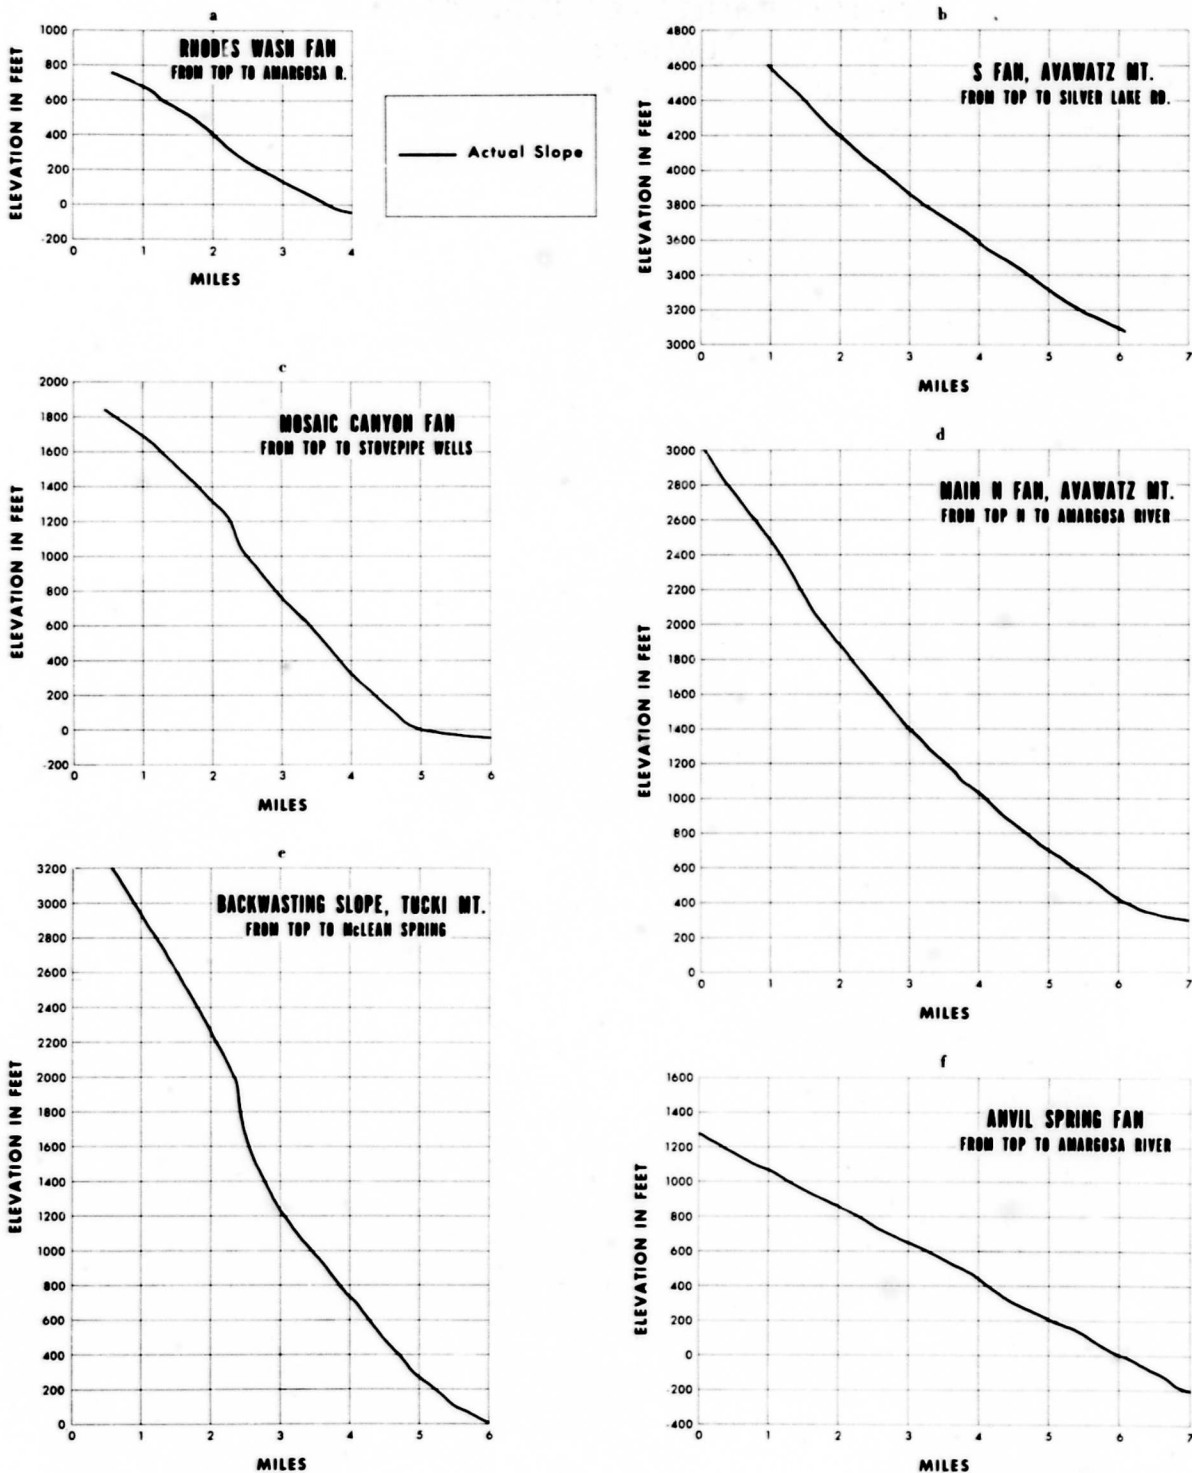 a
RHODES WASH FAN
FROM TOP TO AMARGOSA R.
ELEVATION IN FEET
1000
800
600
400
200
0
-200
0 1 2 3 4
MILES
Actual Slope
b
S FAN, AVAWATZ MT.
FROM TOP TO SILVER LAKE RD.
ELEVATION IN FEET
4800
4600
4400
4200
4000
3800
3600
3400
3200
3000
0 1 2 3 4 5 6 7
MILES
c
MOSAIC CANYON FAN
FROM TOP TO STOVEPIPE WELLS
ELEVATION IN FEET
2000
1800
1600
1400
1200
1000
800
600
400
200
0
-200
0 1 2 3 4 5 6
MILES
d
MAIN N FAN, AVAWATZ MT.
FROM TOP N TO AMARGOSA RIVER
ELEVATION IN FEET
3000
2800
2600
2400
2200
2000
1800
1600
1400
1200
1000
800
600
400
200
0
0 1 2 3 4 5 6 7
MILES
e
BACKWASTING SLOPE, TUCKI MT.
FROM TOP TO McLEAN SPRING
ELEVATION IN FEET
3200
3000
2800
2600
2400
2200
2000
1800
1600
1400
1200
1000
800
600
400
200
0
0 1 2 3 4 5 6
MILES
f
ANVIL SPRING FAN
FROM TOP TO AMARGOSA RIVER
ELEVATION IN FEET
1600
1400
1200
1000
800
600
400
200
0
-200
-400
0 1 2 3 4 5 6 7
MILES